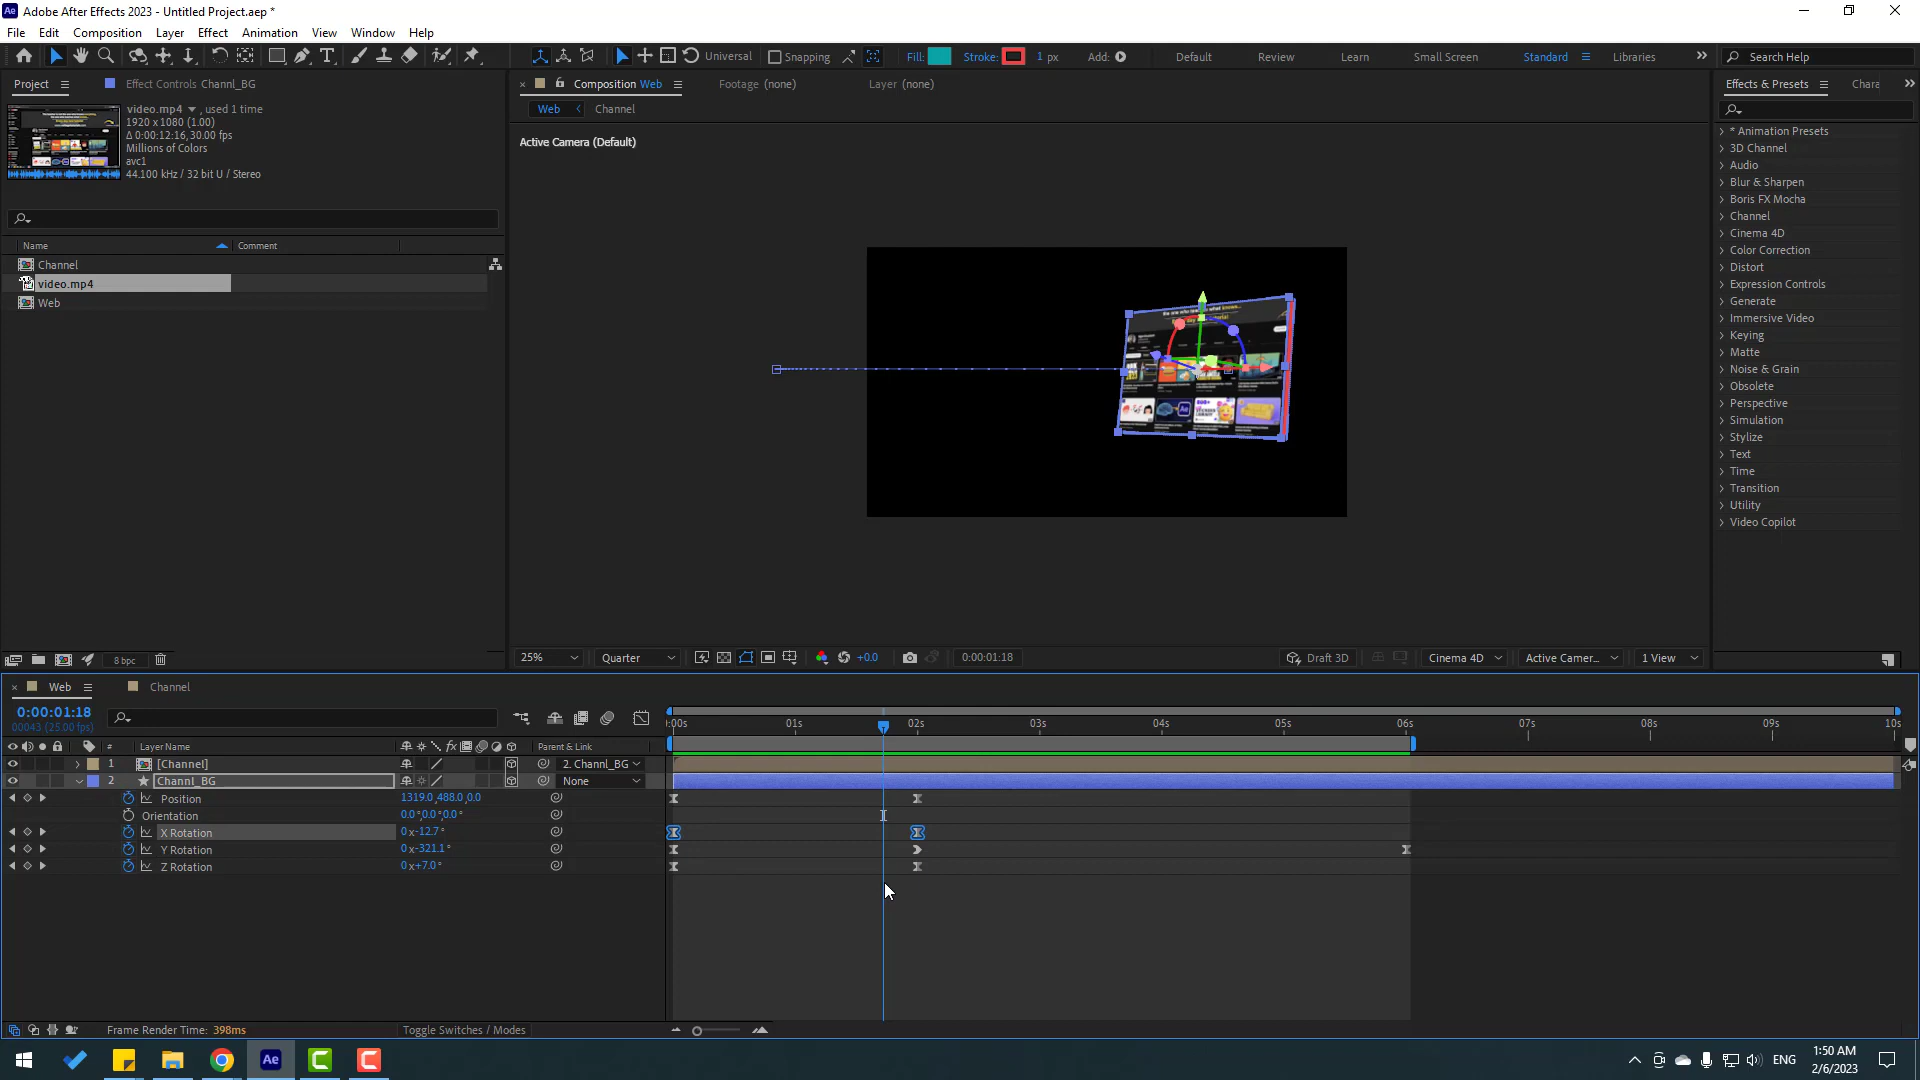 Adobe After Effects 2023 - Untitled Project.aep *
File Edit Composition Layer Effect Animation View Window Help
Universal Snapping Fill: Stroke: 1 px Add: Default Review Learn Small Screen Standard Libraries Search Help
Project Effect Controls Channl_BG
video.mp4 , used 1 time
1920 x 1080 (1.00)
Δ 0:00:12:16, 30.00 fps
Millions of Colors
avc1
44.100 kHz / 32 bit U / Stereo
Name Comment
Channel
video.mp4
Web
8 bpc
Composition Web Footage (none) Layer (none)
Web Channel
Active Camera (Default)
25% Quarter +0.0 0:00:01:18 Draft 3D Cinema 4D Active Camer... 1 View
Effects & Presets Chara
* Animation Presets
3D Channel
Audio
Blur & Sharpen
Boris FX Mocha
Channel
Cinema 4D
Color Correction
Distort
Expression Controls
Generate
Immersive Video
Keying
Matte
Noise & Grain
Obsolete
Perspective
Simulation
Stylize
Text
Time
Transition
Utility
Video Copilot
Web Channel
0:00:01:18
00043 (25.00 fps)
:00s 01s 02s 03s 04s 05s 06s 07s 08s 09s 10s
# Layer Name fx Parent & Link
1 [Channel] 2. Channl_BG
2 Channl_BG None
Position 1319.0,488.0,0.0
Orientation 0.0°,0.0°,0.0°
X Rotation 0x-12.7°
Y Rotation 0x-321.1°
Z Rotation 0x+7.0°
Frame Render Time: 398ms Toggle Switches / Modes
Ae ENG 1:50 AM
2/6/2023